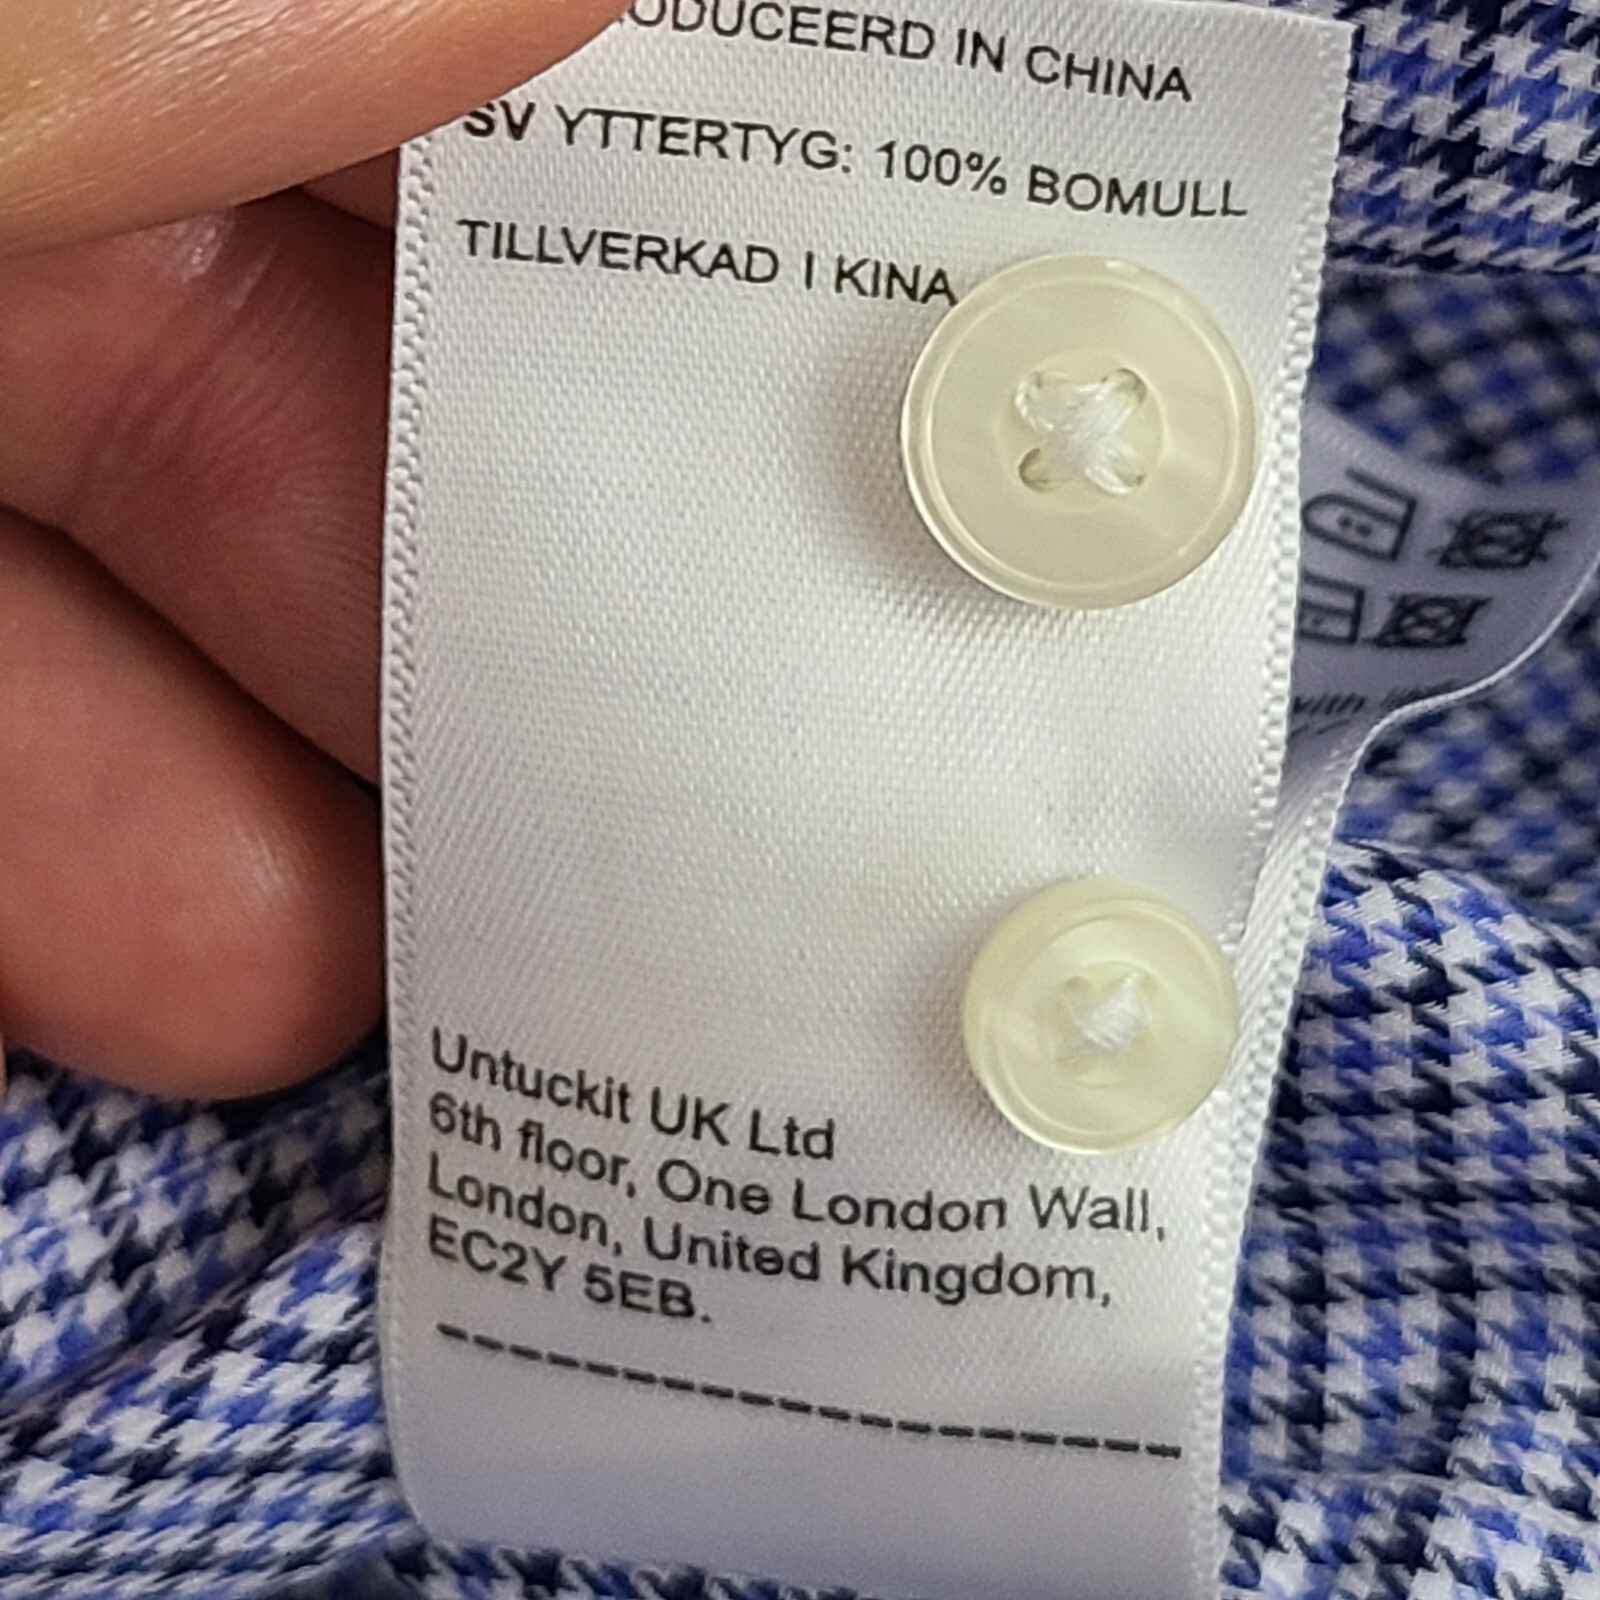 ODUCEERD IN CHINA
SV YTTERTYG: 100% BOMULL
TILLVERKAD I KINA
with
Untuckit UK Ltd
6th floor, One London Wall,
London, United Kingdom,
EC2Y 5EB.